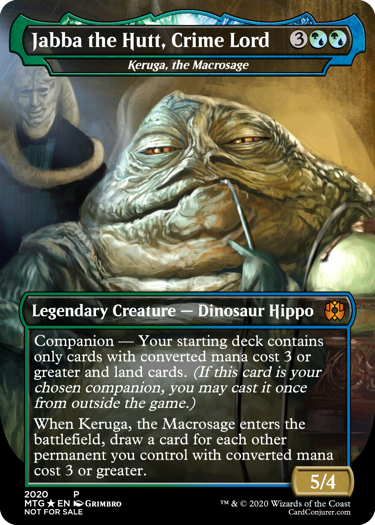 Jabba the Hutt, Crime Lord 3
Keruga, the Macrosage
Legendary Creature — Dinosaur Hippo
Companion — Your starting deck contains
only cards with converted mana cost 3 or
greater and land cards. (If this card is your
chosen companion, you may cast it once
from outside the game.)
When Keruga, the Macrosage enters the
battlefield, draw a card for each other
permanent you control with converted mana
cost 3 or greater.
5/4
2020 P
MTG ★ EN Grimbro
NOT FOR SALE
™ & © 2020 Wizards of the Coast
CardConjurer.com